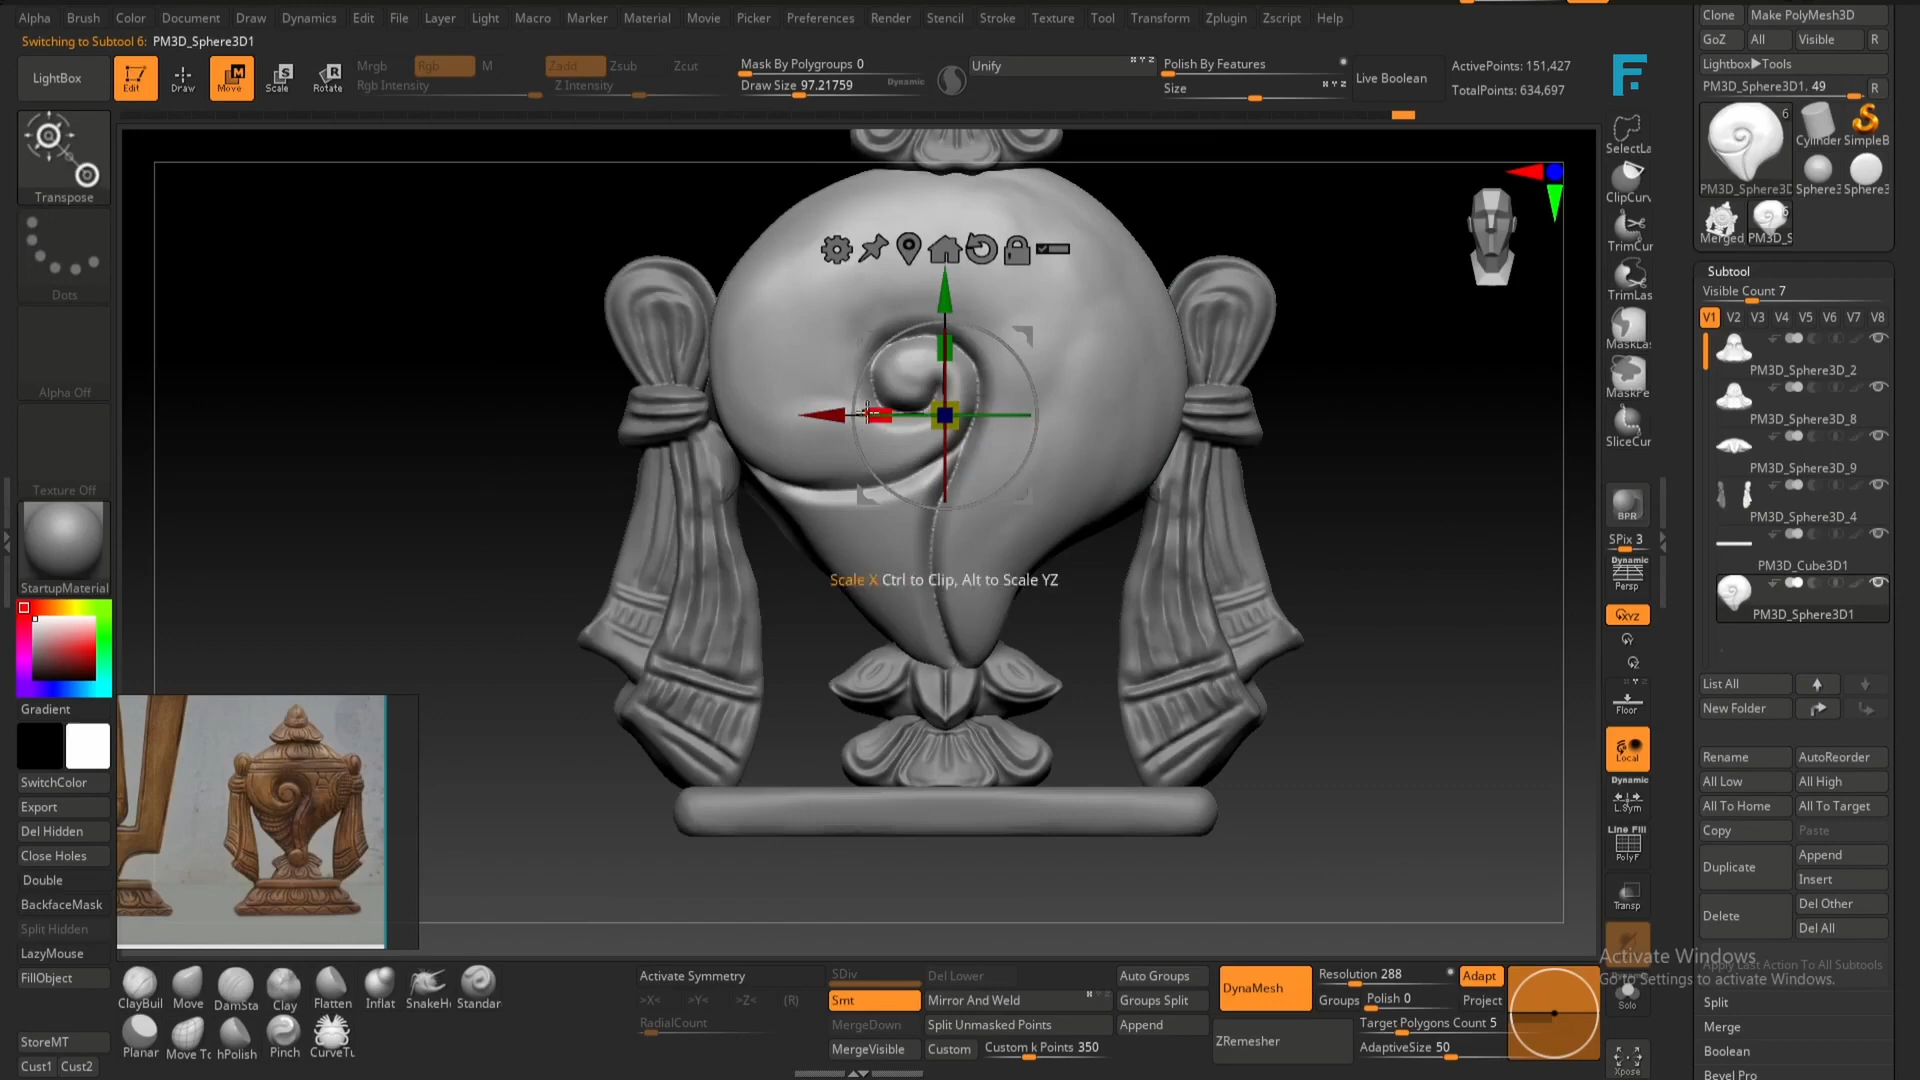 Alpha Brush Color Document Draw Dynamics Edit File Layer Light Macro Marker Material Movie Picker Preferences Render Stencil Stroke Texture Tool Transform Zplugin Zscript Help
Switching to Subtool 6: PM3D_Sphere3D1
LightBox
Edit
Draw
Move
Scale
Rotate
Mrgb Rgb M
Rgb Intensity
Zadd Zsub Zcut
Z Intensity
Mask By Polygroups 0
Draw Size 97.21759 Dynamic
Unify
Polish By Features
Size
Live Boolean
ActivePoints: 151,427
TotalPoints: 634,697
Clone Make PolyMesh3D
GoZ All Visible R
Lightbox▶Tools
PM3D_Sphere3D1. 49 R
6
Cylinder SimpleB
PM3D_Sphere3D Sphere3 Sphere3
6
Merged PM3D_S
Subtool
Visible Count 7
V1 V2 V3 V4 V5 V6 V7 V8
PM3D_Sphere3D_2
PM3D_Sphere3D_8
PM3D_Sphere3D_9
PM3D_Sphere3D_4
PM3D_Cube3D1
PM3D_Sphere3D1
List All
New Folder
Rename AutoReorder
All Low All High
All To Home All To Target
Copy Paste
Duplicate Append
Insert
Delete Del Other
Del All
Apply Last Action To All Subtools
Split
Merge
Boolean
Bevel Pro
Transpose
Dots
Alpha Off
Texture Off
StartupMaterial
Gradient
SwitchColor
Export
Del Hidden
Close Holes
Double
BackfaceMask
Split Hidden
LazyMouse
FillObject
StoreMT
Cust1 Cust2
Scale X Ctrl to Clip, Alt to Scale YZ
SelectLa
ClipCurv
TrimCur
TrimLas
MaskLas
MaskRe
SliceCur
BPR
SPix 3
Dynamic
Persp
XYZ
Floor
Local
Dynamic
L.Sym
Line Fill
PolyF
Transp
Solo
Xpose
Activate Windows
Go to Settings to activate Windows.
ClayBuil Move DamSta Clay Flatten Inflat SnakeH Standar
Planar Move To hPolish Pinch CurveTu
Activate Symmetry
>X< >Y< >Z< (R)
RadialCount
SDiv Del Lower
Smt Mirror And Weld
MergeDown Split Unmasked Points
MergeVisible Custom Custom k Points 350
Auto Groups
Groups Split
Append
DynaMesh
ZRemesher
Resolution 288 Adapt
Groups Polish 0 Project
Target Polygons Count 5
AdaptiveSize 50